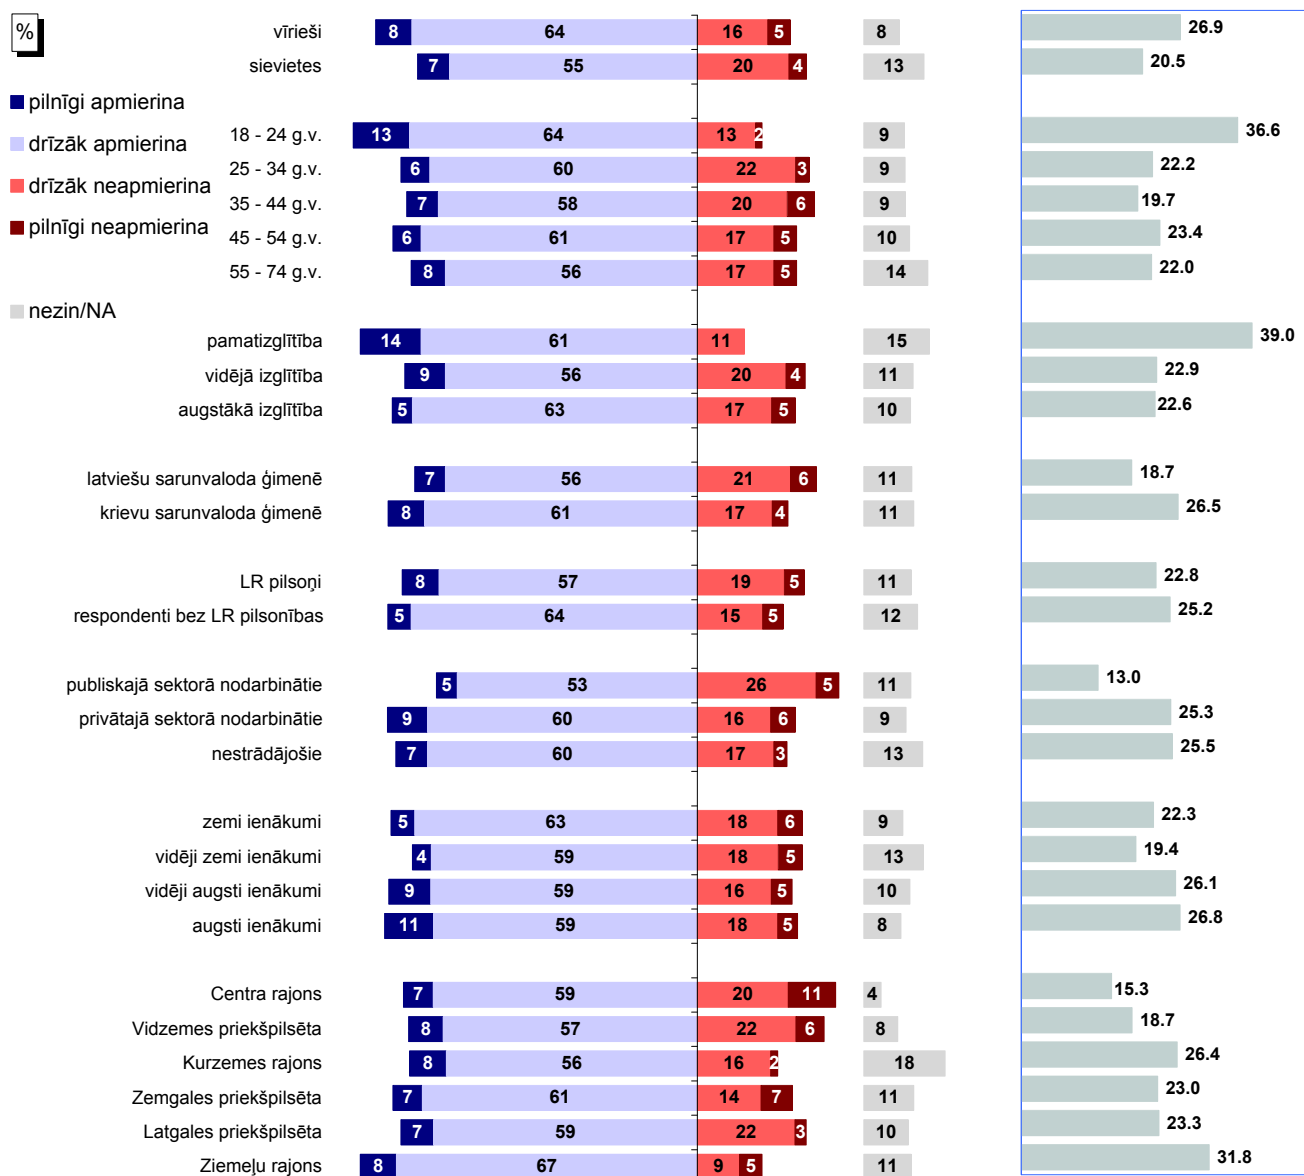 %
pilnīgi apmierina
drīzāk apmierina
drīzāk neapmierina
pilnīgi neapmierina
nezin/NA
vīrieši 8 64 16 5 8 26.9
sievietes 7 55 20 4 13 20.5
18 - 24 g.v. 13 64 13 2 9 36.6
25 - 34 g.v. 6 60 22 3 9 22.2
35 - 44 g.v. 7 58 20 6 9 19.7
45 - 54 g.v. 6 61 17 5 10 23.4
55 - 74 g.v. 8 56 17 5 14 22.0
pamatizglītība 14 61 11 15 39.0
vidējā izglītība 9 56 20 4 11 22.9
augstākā izglītība 5 63 17 5 10 22.6
latviešu sarunvaloda ģimenē 7 56 21 6 11 18.7
krievu sarunvaloda ģimenē 8 61 17 4 11 26.5
LR pilsoņi 8 57 19 5 11 22.8
respondenti bez LR pilsonības 5 64 15 5 12 25.2
publiskajā sektorā nodarbinātie 5 53 26 5 11 13.0
privātajā sektorā nodarbinātie 9 60 16 6 9 25.3
nestrādājošie 7 60 17 3 13 25.5
zemi ienākumi 5 63 18 6 9 22.3
vidēji zemi ienākumi 4 59 18 5 13 19.4
vidēji augsti ienākumi 9 59 16 5 10 26.1
augsti ienākumi 11 59 18 5 8 26.8
Centra rajons 7 59 20 11 4 15.3
Vidzemes priekšpilsēta 8 57 22 6 8 18.7
Kurzemes rajons 8 56 16 2 18 26.4
Zemgales priekšpilsēta 7 61 14 7 11 23.0
Latgales priekšpilsēta 7 59 22 3 10 23.3
Ziemeļu rajons 8 67 9 5 11 31.8